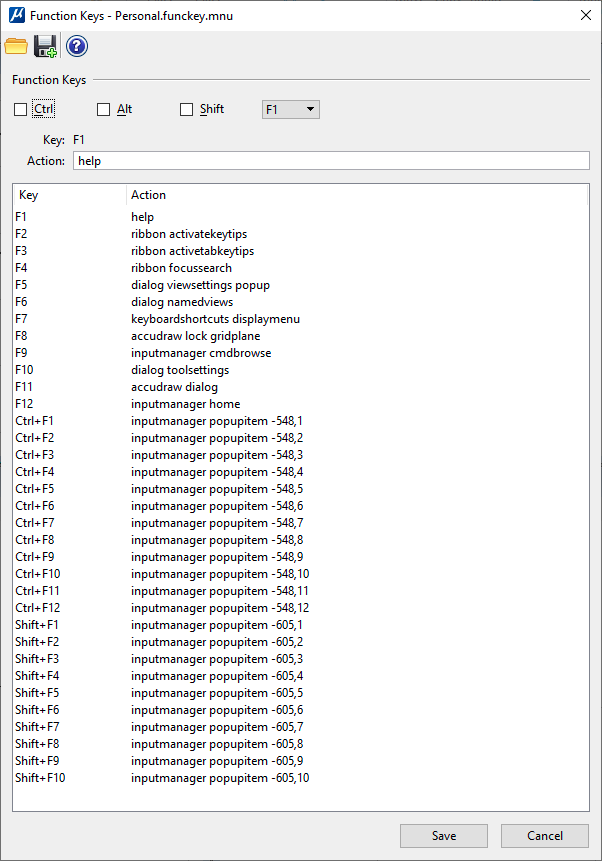 Function Keys - Personal.funckey.mnu
Function Keys
Ctrl Alt Shift F1
Key: F1
Action: help
Key Action
F1 help
F2 ribbon activatekeytips
F3 ribbon activetabkeytips
F4 ribbon focussearch
F5 dialog viewsettings popup
F6 dialog namedviews
F7 keyboardshortcuts displaymenu
F8 accudraw lock gridplane
F9 inputmanager cmdbrowse
F10 dialog toolsettings
F11 accudraw dialog
F12 inputmanager home
Ctrl+F1 inputmanager popupitem -548,1
Ctrl+F2 inputmanager popupitem -548,2
Ctrl+F3 inputmanager popupitem -548,3
Ctrl+F4 inputmanager popupitem -548,4
Ctrl+F5 inputmanager popupitem -548,5
Ctrl+F6 inputmanager popupitem -548,6
Ctrl+F7 inputmanager popupitem -548,7
Ctrl+F8 inputmanager popupitem -548,8
Ctrl+F9 inputmanager popupitem -548,9
Ctrl+F10 inputmanager popupitem -548,10
Ctrl+F11 inputmanager popupitem -548,11
Ctrl+F12 inputmanager popupitem -548,12
Shift+F1 inputmanager popupitem -605,1
Shift+F2 inputmanager popupitem -605,2
Shift+F3 inputmanager popupitem -605,3
Shift+F4 inputmanager popupitem -605,4
Shift+F5 inputmanager popupitem -605,5
Shift+F6 inputmanager popupitem -605,6
Shift+F7 inputmanager popupitem -605,7
Shift+F8 inputmanager popupitem -605,8
Shift+F9 inputmanager popupitem -605,9
Shift+F10 inputmanager popupitem -605,10
Save Cancel